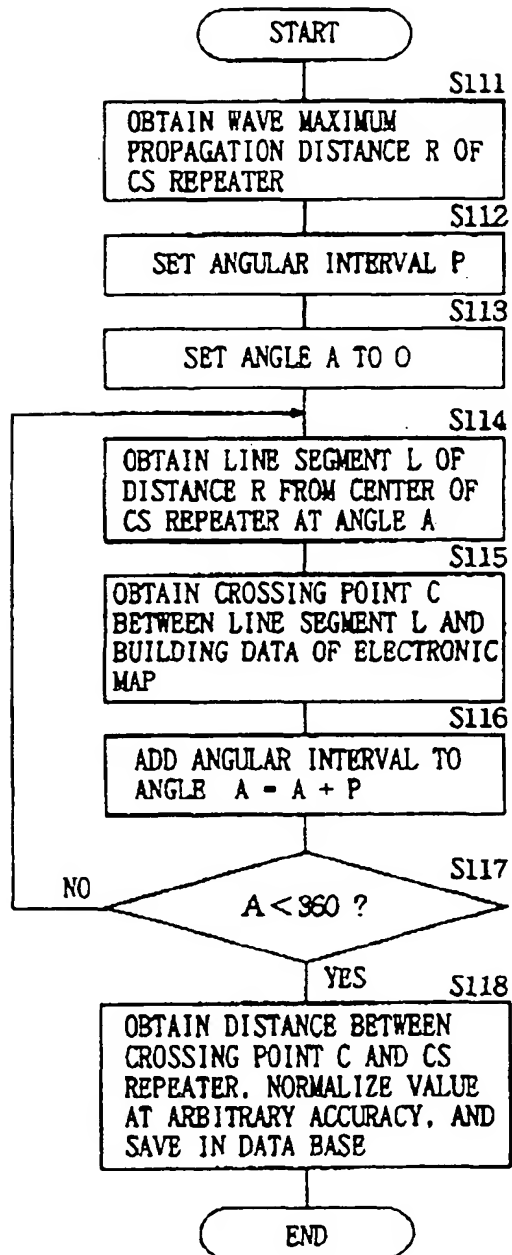 START
S111
OBTAIN WAVE MAXIMUM
PROPAGATION DISTANCE R OF
CS REPEATER
S112
SET ANGULAR INTERVAL P
S113
SET ANGLE A TO O
S114
OBTAIN LINE SEGMENT L OF
DISTANCE R FROM CENTER OF
CS REPEATER AT ANGLE A
S115
OBTAIN CROSSING POINT C
BETWEEN LINE SEGMENT L AND
BUILDING DATA OF ELECTRONIC
MAP
S116
ADD ANGULAR INTERVAL TO
ANGLE A = A + P
S117
NO
A < 360 ?
YES
S118
OBTAIN DISTANCE BETWEEN
CROSSING POINT C AND CS
REPEATER. NORMALIZE VALUE
AT ARBITRARY ACCURACY, AND
SAVE IN DATA BASE
END